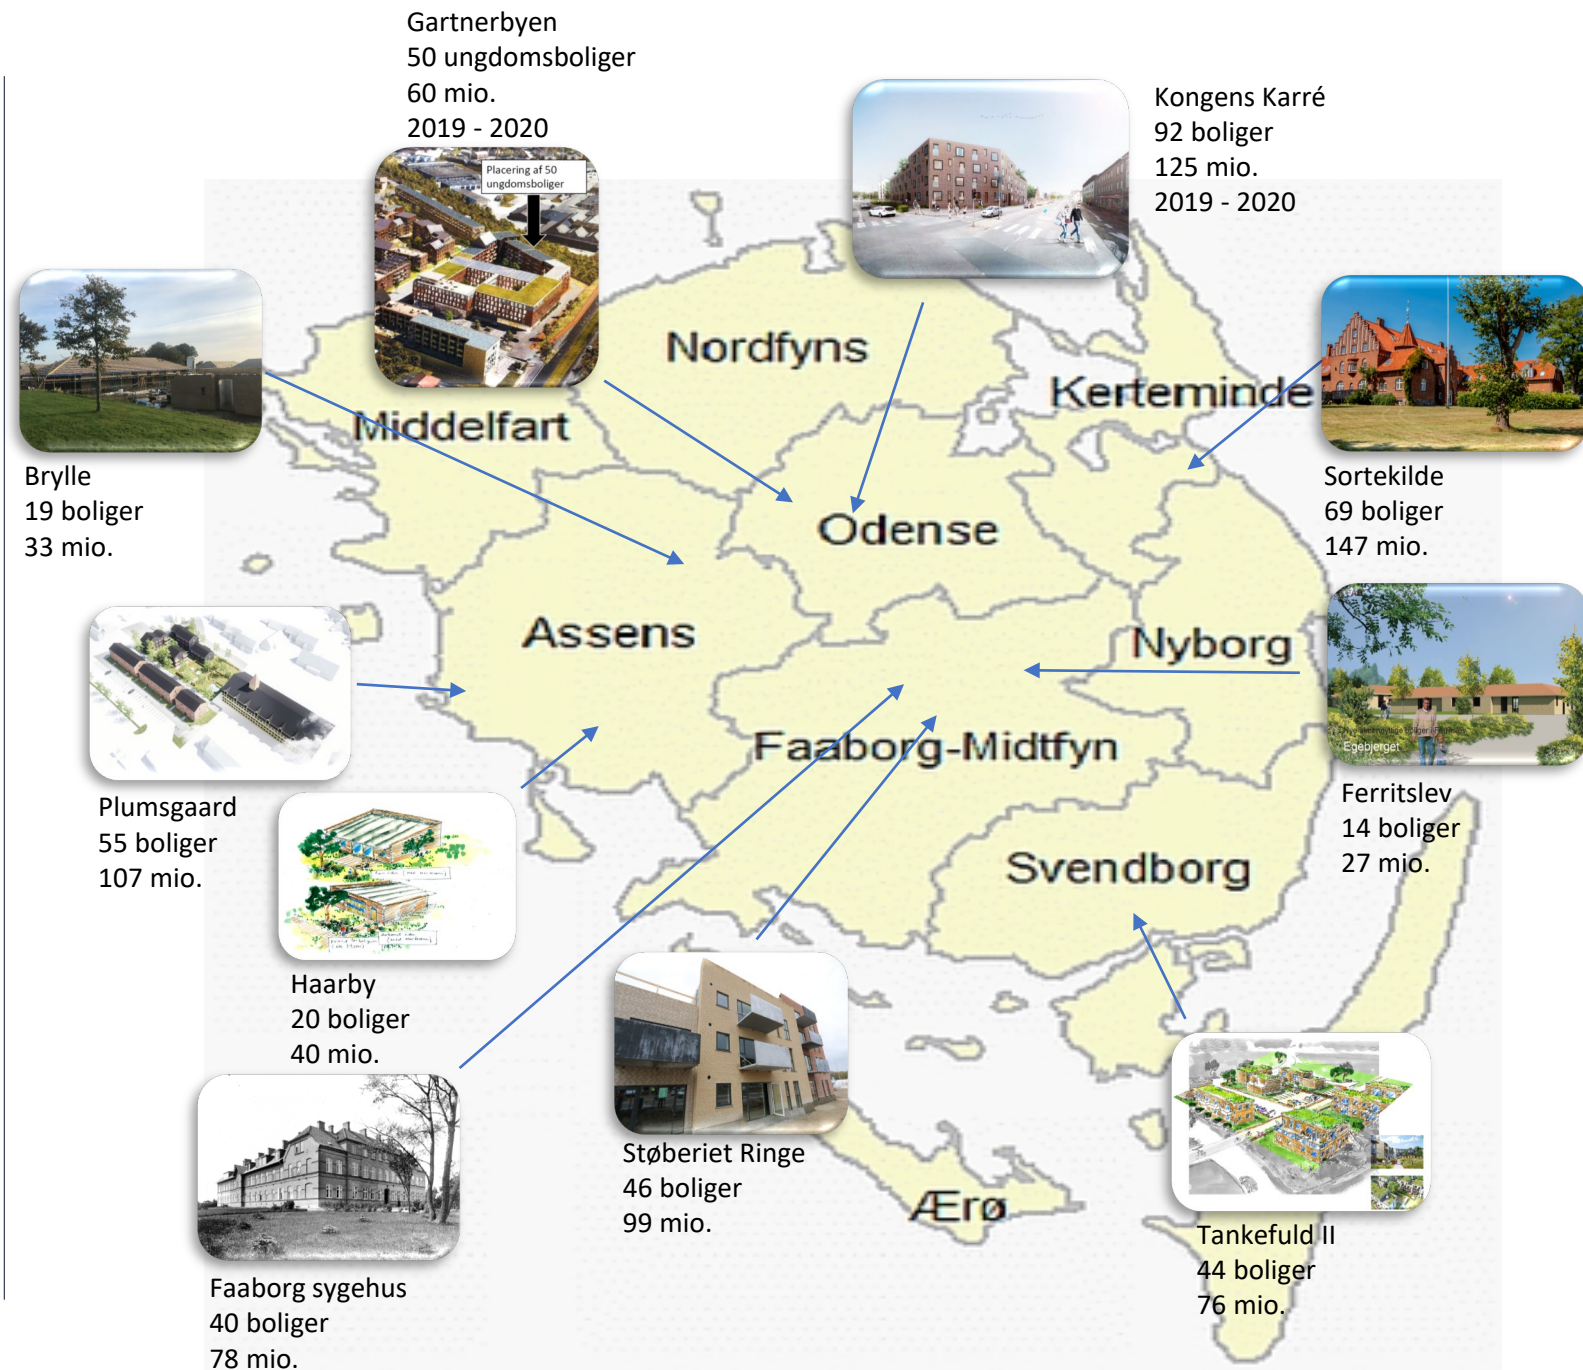 Gartnerbyen
50 ungdomsboliger
60 mio.
2019 - 2020
Placering af 50
ungdomsboliger
Kongens Karré
92 boliger
125 mio.
2019 - 2020
Brylle
19 boliger
33 mio.
Sortekilde
69 boliger
147 mio.
Nordfyns
Kerteminde
Middelfart
Odense
Assens
Nyborg
Faaborg-Midtfyn
Svendborg
Ærø
Plumsgaard
55 boliger
107 mio.
Egebjerget
Ferritslev
14 boliger
27 mio.
Haarby
20 boliger
40 mio.
Støberiet Ringe
46 boliger
99 mio.
Tankefuld II
44 boliger
76 mio.
Faaborg sygehus
40 boliger
78 mio.